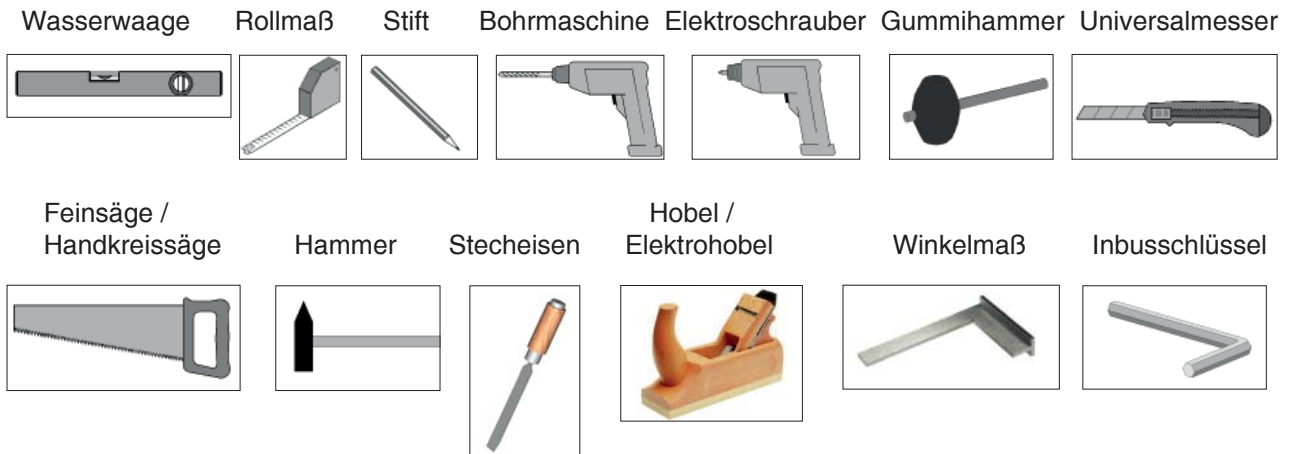 Wasserwaage Rollmaß Stift Bohrmaschine Elektroschrauber Gummihammer Universalmesser
Feinsäge /
Handkreissäge
Hammer
Stecheisen
Hobel /
Elektrohobel
Winkelmaß
Inbusschlüssel